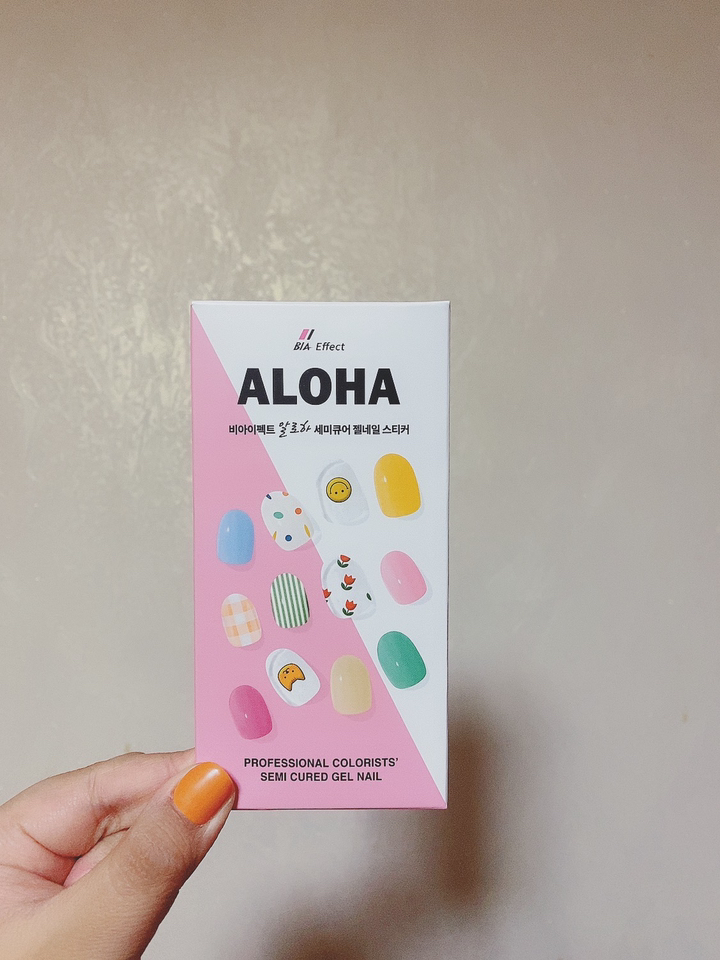 BIA Effect
ALOHA
비아이펙트 알로하 세미큐어 젤네일 스티커
PROFESSIONAL COLORISTS'
SEMI CURED GEL NAIL